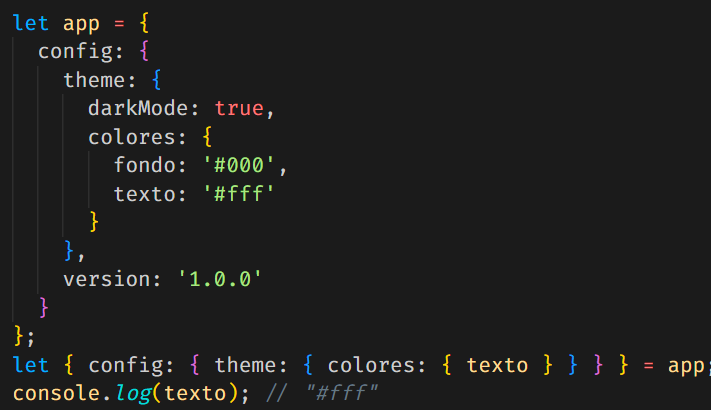 let app = {
  config: {
    theme: {
      darkMode: true,
      colores: {
        fondo: '#000',
        texto: '#fff'
      }
    },
    version: '1.0.0'
  }
};
let { config: { theme: { colores: { texto } } } } = app;
console.log(texto); // "#fff"